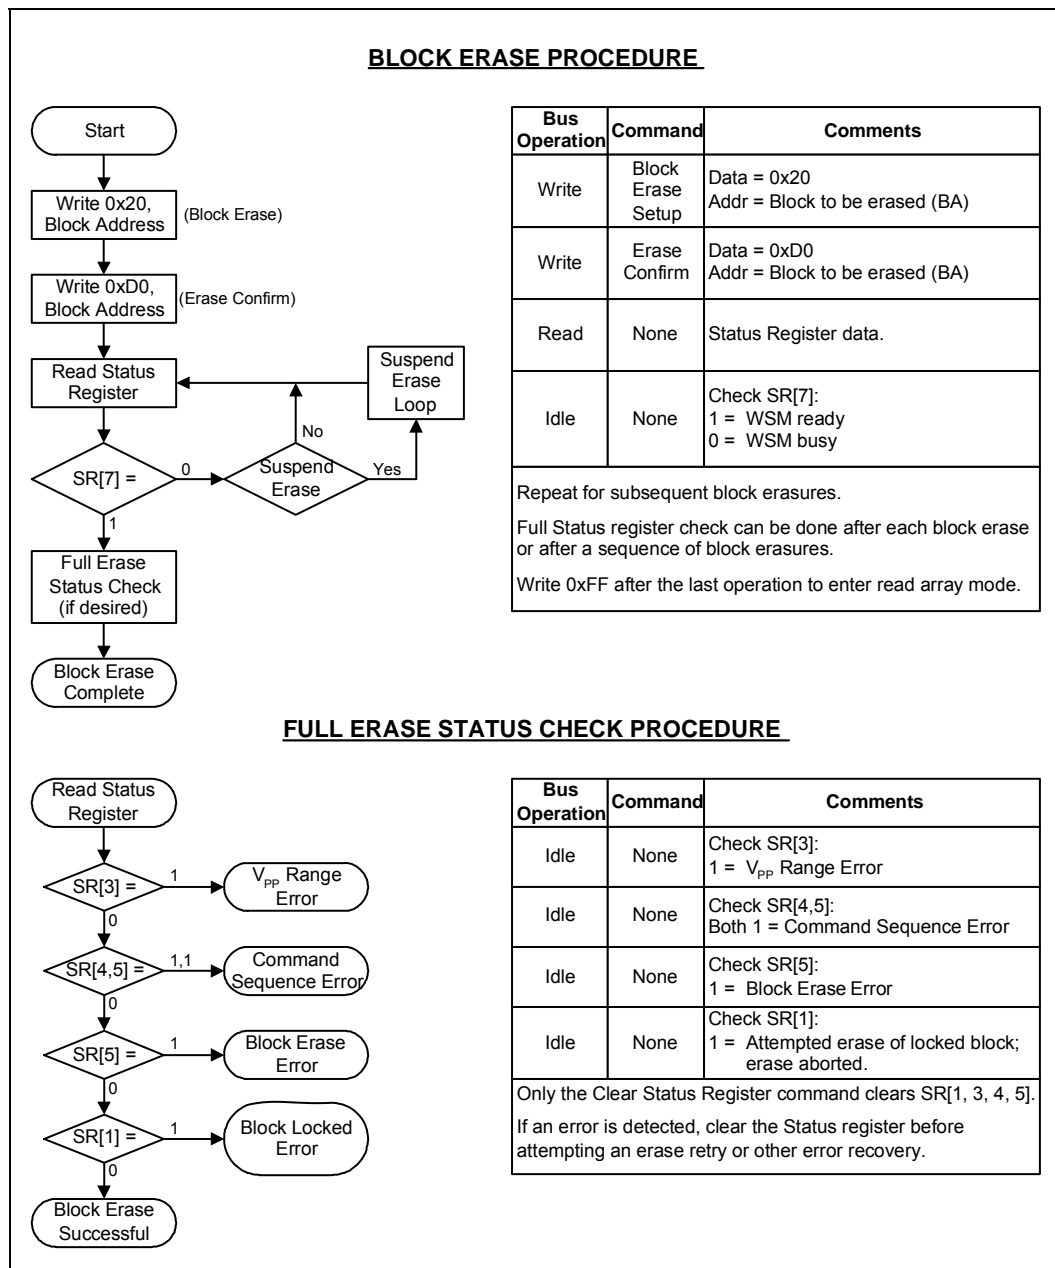 BLOCK ERASE PROCEDURE
Start
Write 0x20,
Block Address
(Block Erase)
Write 0xD0,
Block Address
(Erase Confirm)
Read Status
Register
Suspend
Erase
Loop
No
SR[7] =
0
Suspend
Erase
Yes
1
Full Erase
Status Check
(if desired)
Block Erase
Complete
Bus
Operation
Command
Comments
Write
Block
Erase
Setup
Data = 0x20
Addr = Block to be erased (BA)
Write
Erase
Confirm
Data = 0xD0
Addr = Block to be erased (BA)
Read
None
Status Register data.
Idle
None
Check SR[7]:
1 = WSM ready
0 = WSM busy
Repeat for subsequent block erasures.
Full Status register check can be done after each block erase
or after a sequence of block erasures.
Write 0xFF after the last operation to enter read array mode.
FULL ERASE STATUS CHECK PROCEDURE
Read Status
Register
SR[3] =
1
VPP Range
Error
0
SR[4,5] =
1,1
Command
Sequence Error
0
SR[5] =
1
Block Erase
Error
0
SR[1] =
1
Block Locked
Error
0
Block Erase
Successful
Bus
Operation
Command
Comments
Idle
None
Check SR[3]:
1 = VPP Range Error
Idle
None
Check SR[4,5]:
Both 1 = Command Sequence Error
Idle
None
Check SR[5]:
1 = Block Erase Error
Idle
None
Check SR[1]:
1 = Attempted erase of locked block;
erase aborted.
Only the Clear Status Register command clears SR[1, 3, 4, 5].
If an error is detected, clear the Status register before
attempting an erase retry or other error recovery.